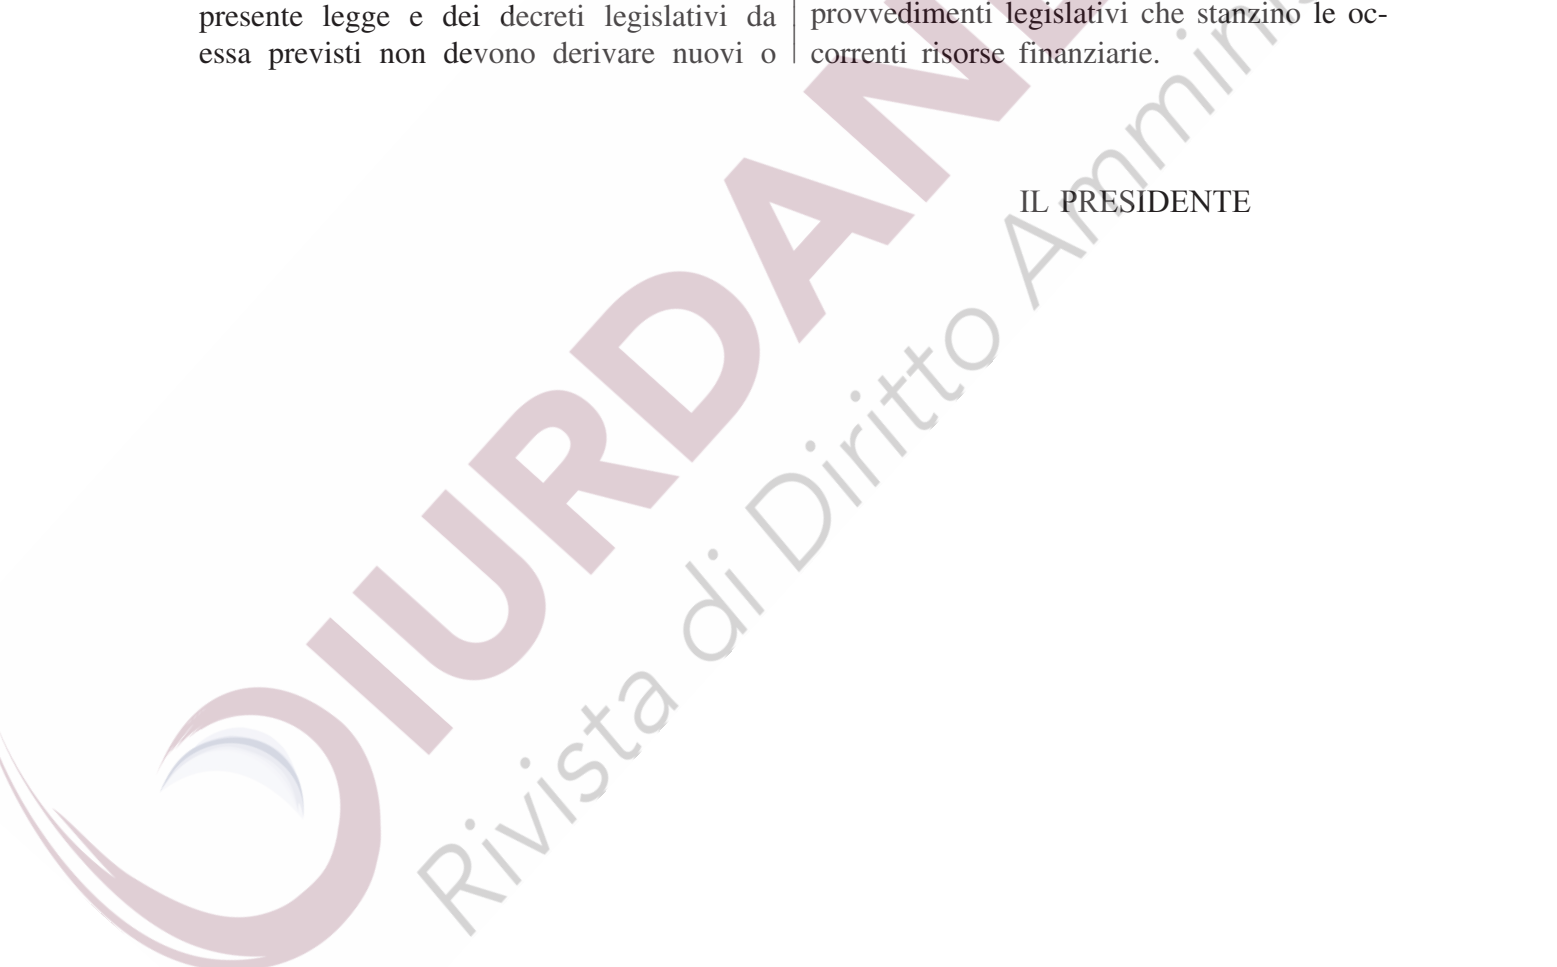 presente legge e dei decreti legislativi da
essa previsti non devono derivare nuovi o
provvedimenti legislativi che stanzino le oc-
correnti risorse finanziarie.
IL PRESIDENTE
IURDAN
Rivista di Diritto Ammini